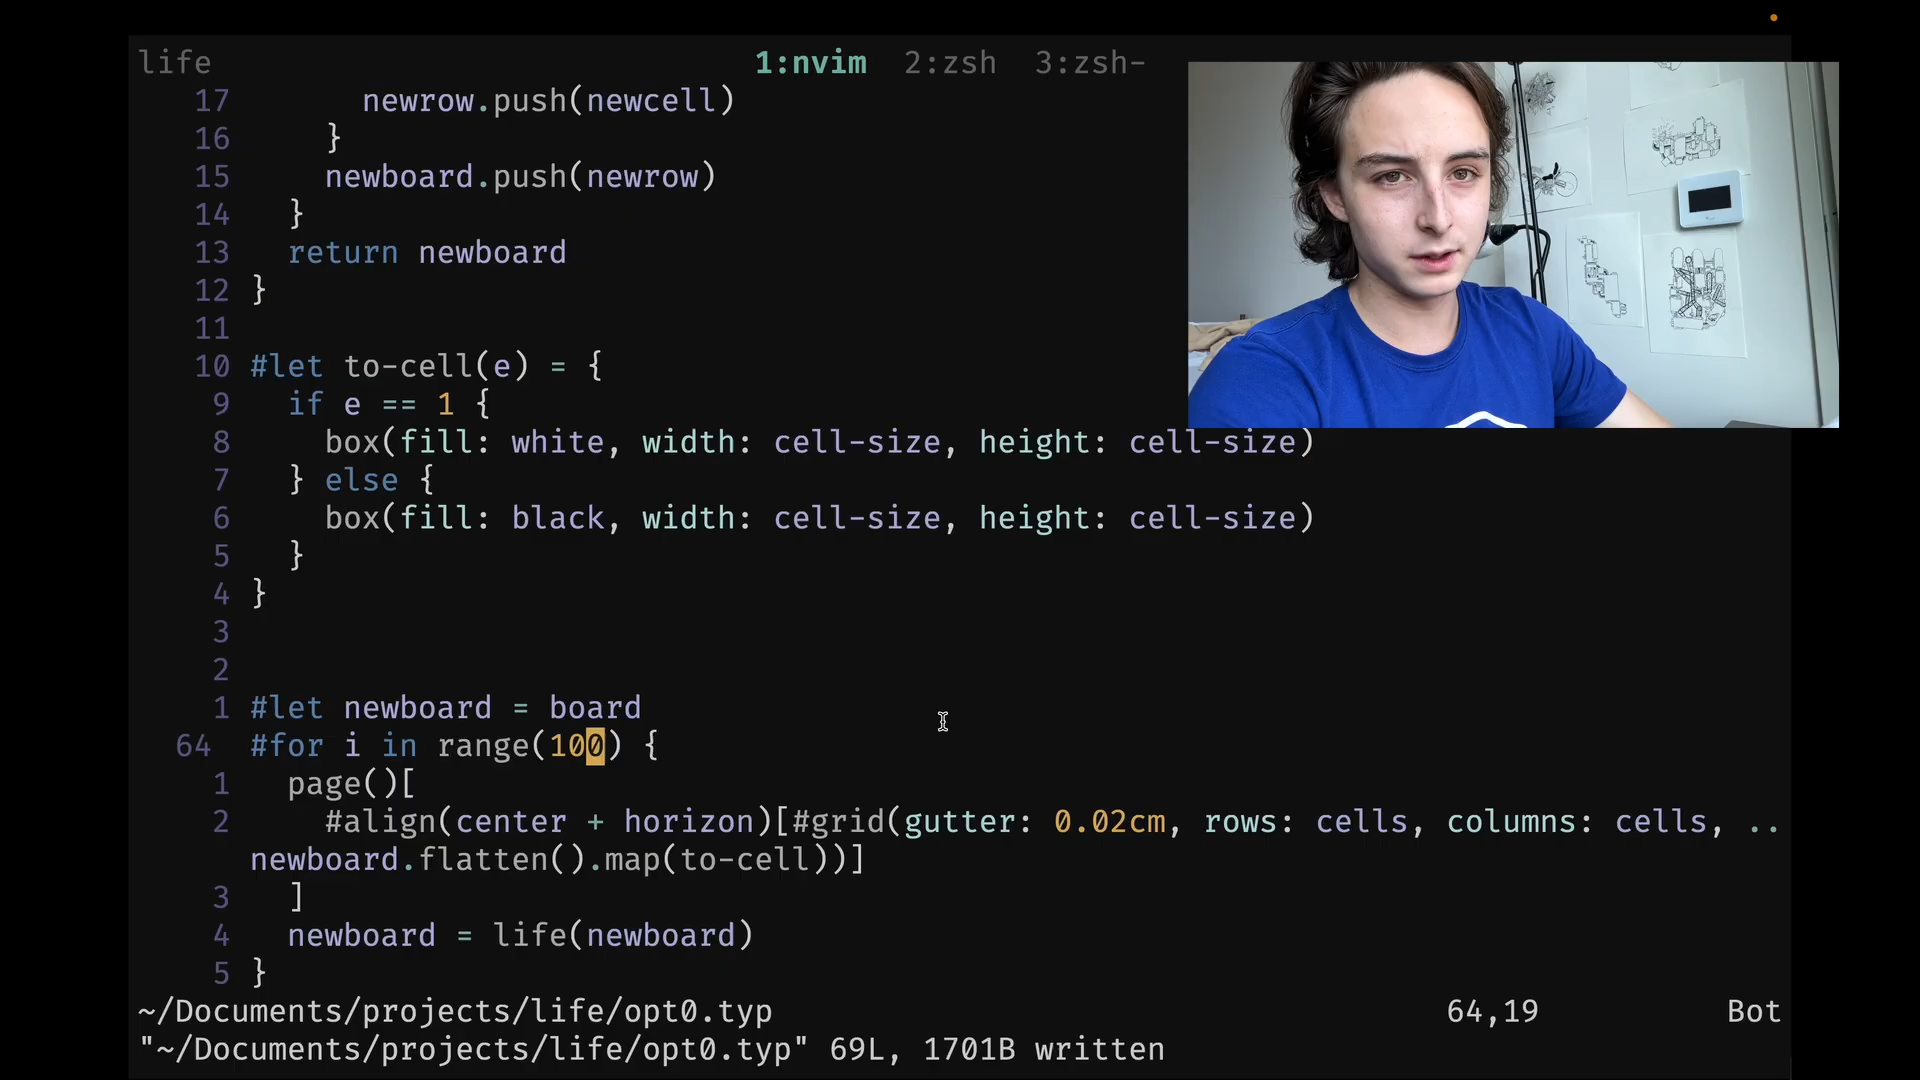 life 1:nvim 2:zsh 3:zsh-
17 newrow.push(newcell)
16 }
15 newboard.push(newrow)
14 }
13 return newboard
12 }
11
10 #let to-cell(e) = {
9 if e == 1 {
8 box(fill: white, width: cell-size, height: cell-size)
7 } else {
6 box(fill: black, width: cell-size, height: cell-size)
5 }
4 }
3
2
1 #let newboard = board
64 #for i in range(100) {
1 page()[
2 #align(center + horizon)[#grid(gutter: 0.02cm, rows: cells, columns: cells, ..
newboard.flatten().map(to-cell))]
3 ]
4 newboard = life(newboard)
5 }
~/Documents/projects/life/opt0.typ 64,19 Bot
"~/Documents/projects/life/opt0.typ" 69L, 1701B written